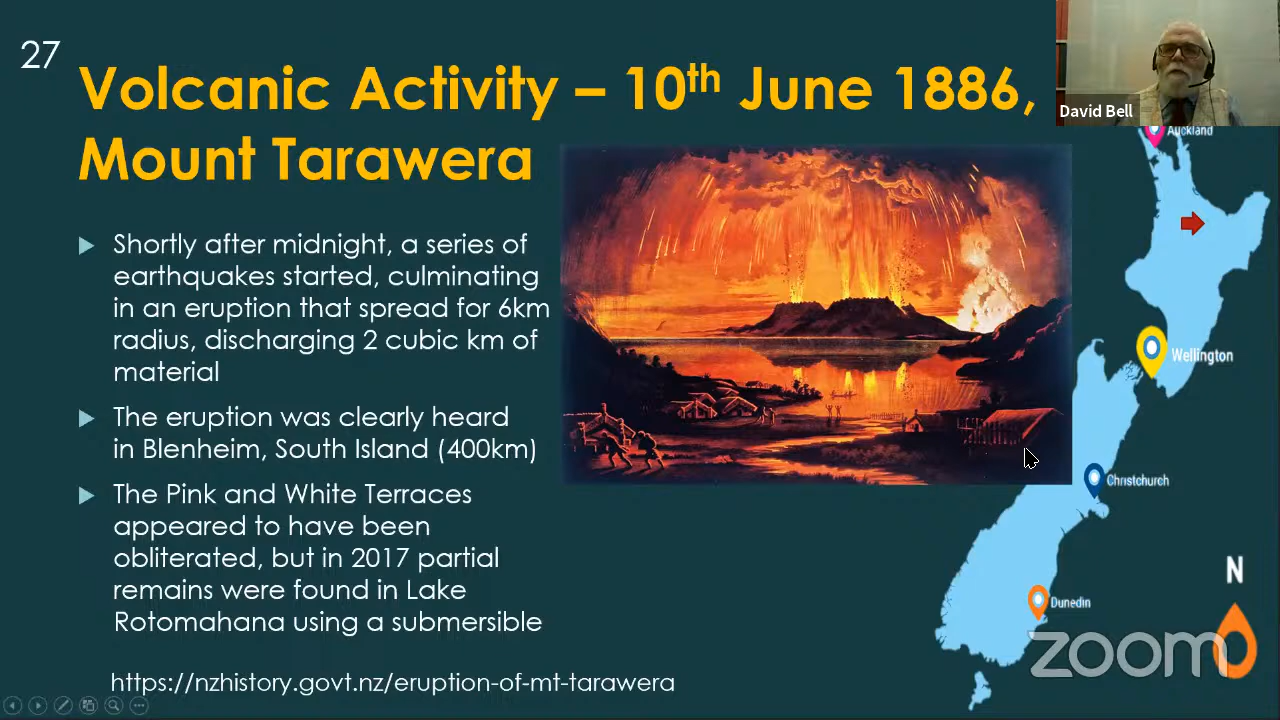 27
Volcanic Activity – 10th June 1886,
Mount Tarawera
David Bell
Auckland
Shortly after midnight, a series of
earthquakes started, culminating
in an eruption that spread for 6km
radius, discharging 2 cubic km of
material
The eruption was clearly heard
in Blenheim, South Island (400km)
The Pink and White Terraces
appeared to have been
obliterated, but in 2017 partial
remains were found in Lake
Rotomahana using a submersible
https://nzhistory.govt.nz/eruption-of-mt-tarawera
Wellington
Christchurch
N
Dunedin
zoom